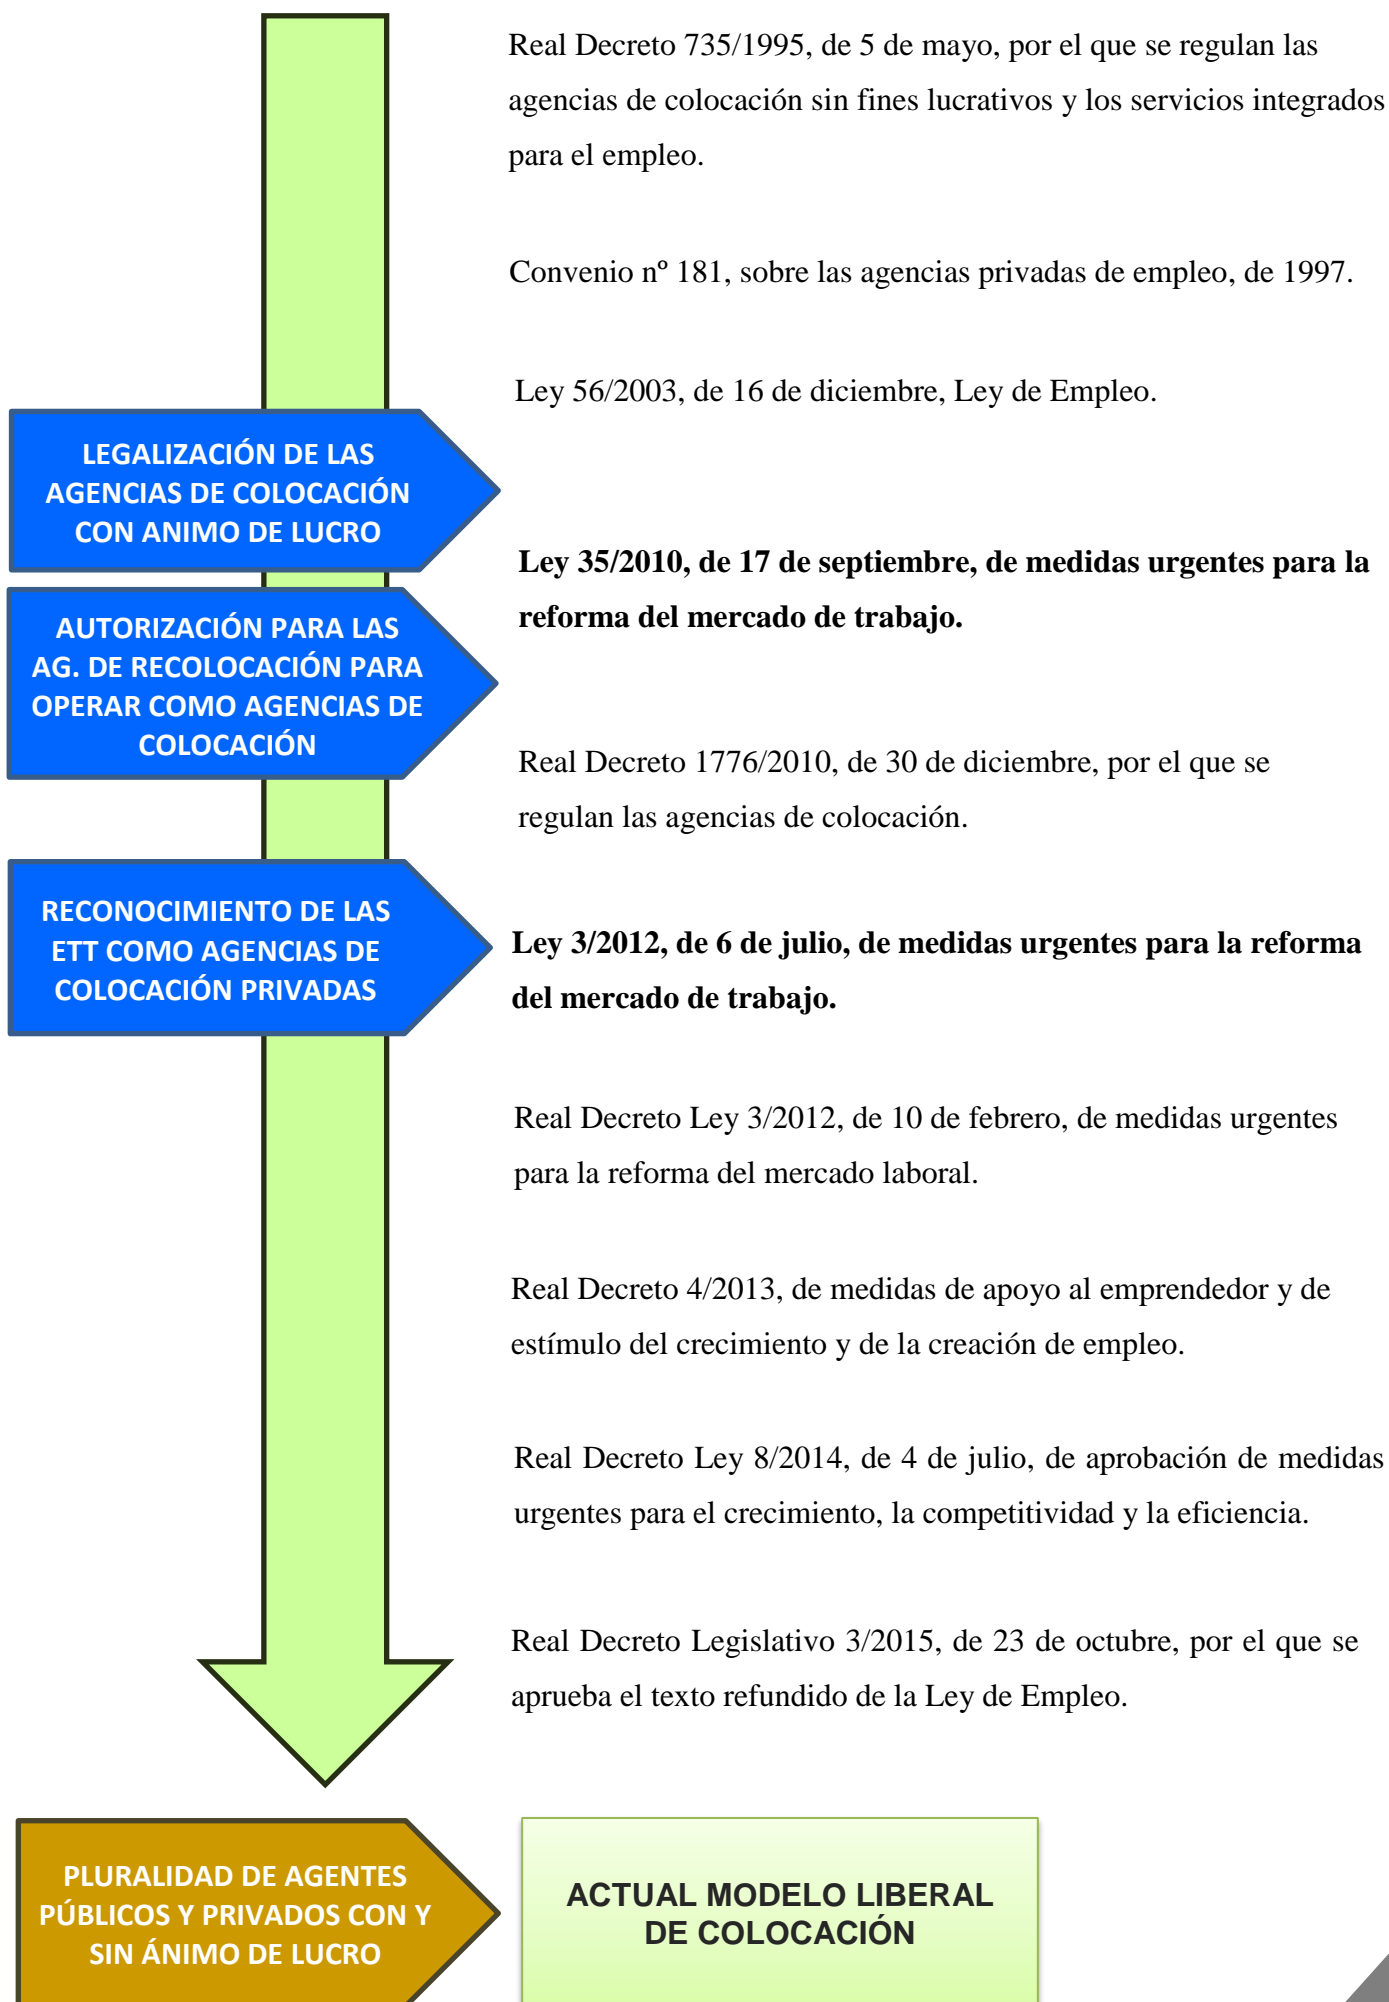 Real Decreto 735/1995, de 5 de mayo, por el que se regulan las
agencias de colocación sin fines lucrativos y los servicios integrados
para el empleo.
Convenio nº 181, sobre las agencias privadas de empleo, de 1997.
Ley 56/2003, de 16 de diciembre, Ley de Empleo.
LEGALIZACIÓN DE LAS
AGENCIAS DE COLOCACIÓN
CON ANIMO DE LUCRO
Ley 35/2010, de 17 de septiembre, de medidas urgentes para la
reforma del mercado de trabajo.
AUTORIZACIÓN PARA LAS
AG. DE RECOLOCACIÓN PARA
OPERAR COMO AGENCIAS DE
COLOCACIÓN
Real Decreto 1776/2010, de 30 de diciembre, por el que se
regulan las agencias de colocación.
RECONOCIMIENTO DE LAS
ETT COMO AGENCIAS DE
COLOCACIÓN PRIVADAS
Ley 3/2012, de 6 de julio, de medidas urgentes para la reforma
del mercado de trabajo.
Real Decreto Ley 3/2012, de 10 de febrero, de medidas urgentes
para la reforma del mercado laboral.
Real Decreto 4/2013, de medidas de apoyo al emprendedor y de
estímulo del crecimiento y de la creación de empleo.
Real Decreto Ley 8/2014, de 4 de julio, de aprobación de medidas
urgentes para el crecimiento, la competitividad y la eficiencia.
Real Decreto Legislativo 3/2015, de 23 de octubre, por el que se
aprueba el texto refundido de la Ley de Empleo.
PLURALIDAD DE AGENTES
PÚBLICOS Y PRIVADOS CON Y
SIN ÁNIMO DE LUCRO
ACTUAL MODELO LIBERAL
DE COLOCACIÓN